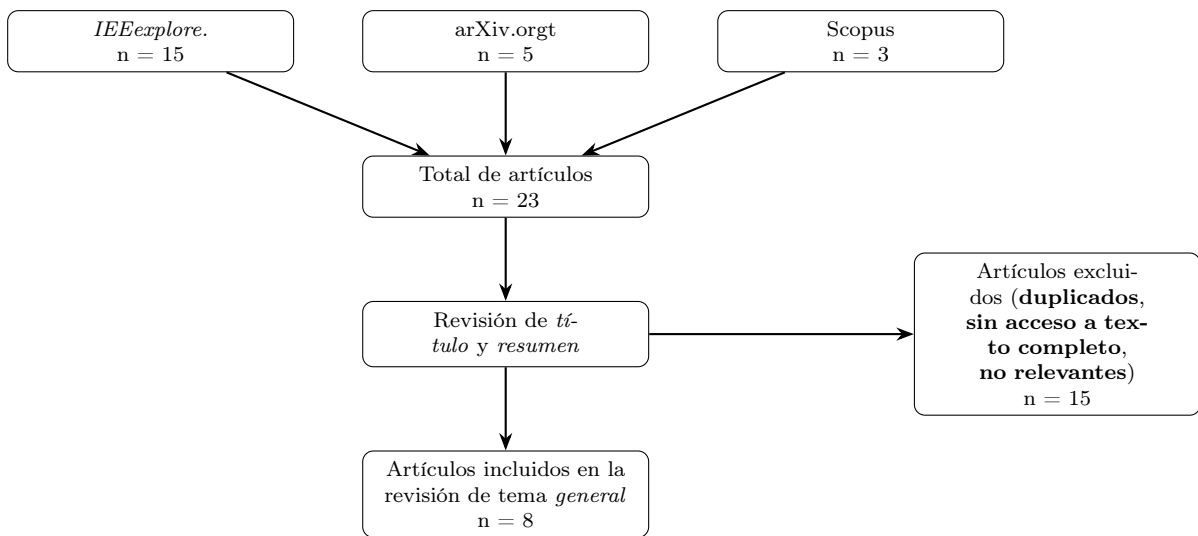 IEEexplore.
n = 15
arXiv.orgt
n = 5
Scopus
n = 3
Total de artículos
n = 23
Revisión de tí-
tulo y resumen
Artículos exclui-
dos (duplicados,
sin acceso a tex-
to completo,
no relevantes)
n = 15
Artículos incluidos en la
revisión de tema general
n = 8